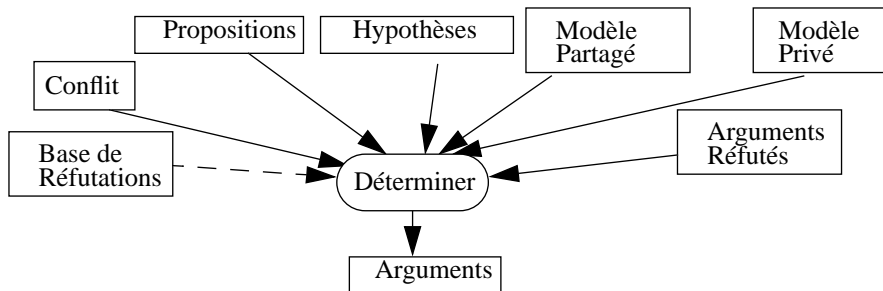 Propositions
Hypothèses
Modèle
Partagé
Modèle
Privé
Conflit
Arguments
Réfutés
Base de
Réfutations
Déterminer
Arguments